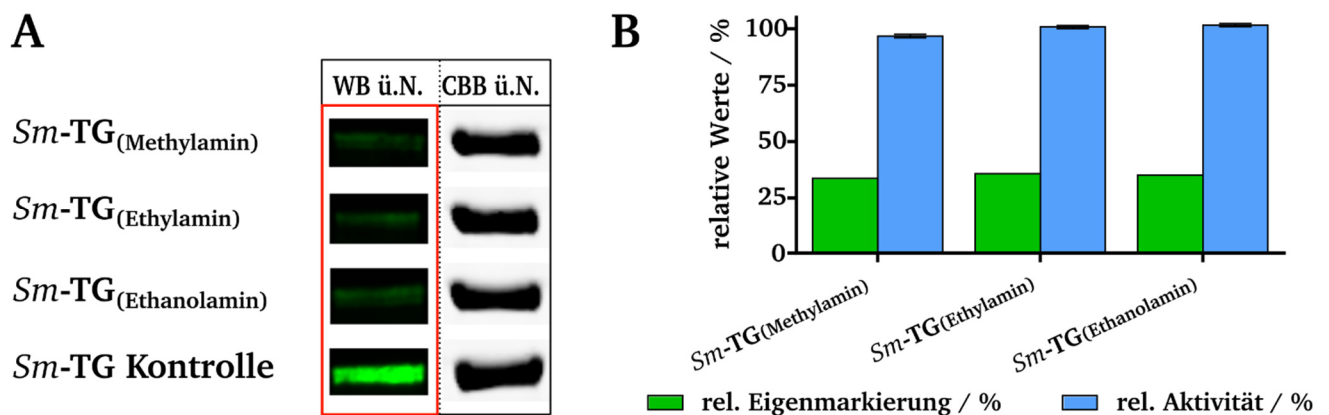 A
WB ü.N. CBB ü.N.
Sm-TG(Methylamin)
Sm-TG(Ethylamin)
Sm-TG(Ethanolamin)
Sm-TG Kontrolle
B
relative Werte / %
100
75
50
25
0
Sm-TG(Methylamin)
Sm-TG(Ethylamin)
Sm-TG(Ethanolamin)
rel. Eigenmarkierung / % rel. Aktivität / %